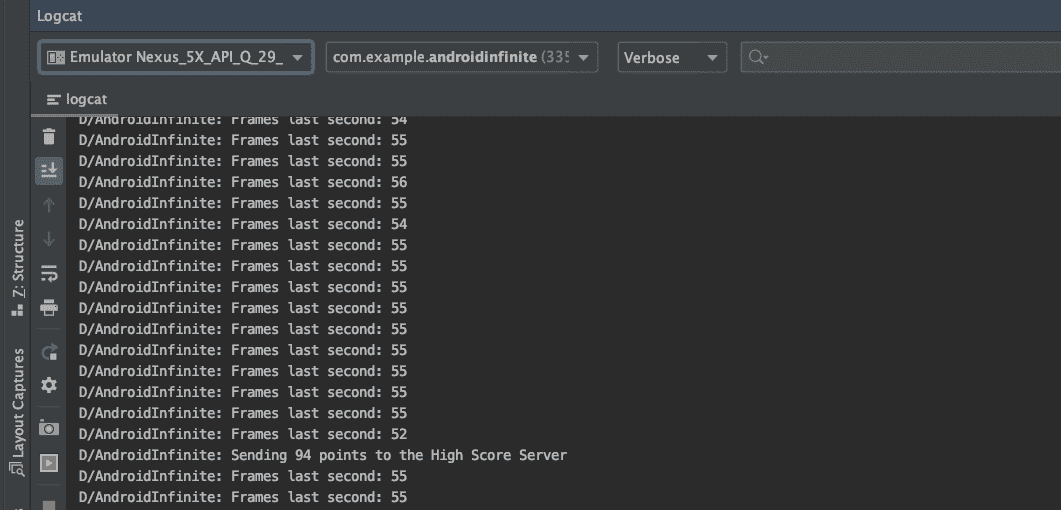 Logcat
Emulator Nexus_5X_API_Q_29_
com.example.androidinfinite (335
Verbose
logcat
D/AndroidInfinite: Frames last second: 54
D/AndroidInfinite: Frames last second: 55
D/AndroidInfinite: Frames last second: 55
D/AndroidInfinite: Frames last second: 56
D/AndroidInfinite: Frames last second: 55
D/AndroidInfinite: Frames last second: 54
D/AndroidInfinite: Frames last second: 55
D/AndroidInfinite: Frames last second: 55
D/AndroidInfinite: Frames last second: 55
D/AndroidInfinite: Frames last second: 55
D/AndroidInfinite: Frames last second: 55
D/AndroidInfinite: Frames last second: 55
D/AndroidInfinite: Frames last second: 55
D/AndroidInfinite: Frames last second: 55
D/AndroidInfinite: Frames last second: 55
D/AndroidInfinite: Frames last second: 52
D/AndroidInfinite: Sending 94 points to the High Score Server
D/AndroidInfinite: Frames last second: 55
D/AndroidInfinite: Frames last second: 55
Z: Structure
Layout Captures